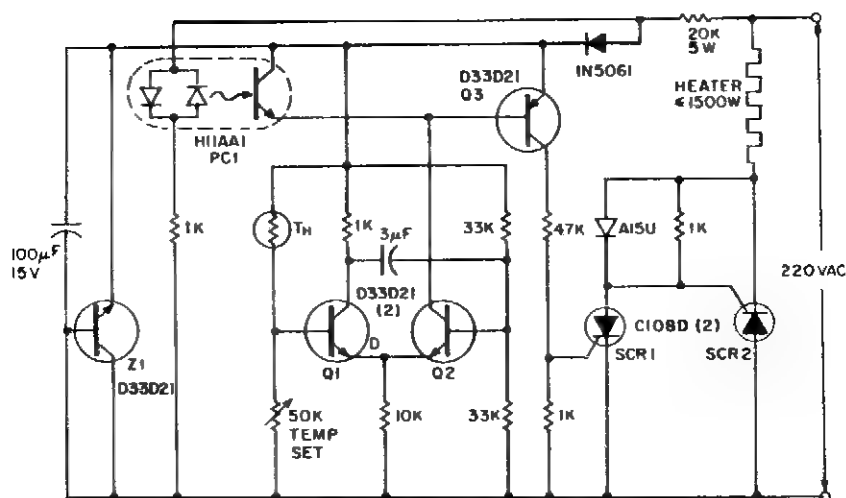 20K
5W
IN5061
D33D21
Q3
HEATER
≤1500W
H11AA1
PC1
TH
1K
1K
3µF
33K
47K
A15U
1K
100µF
15V
220VAC
D33D21
(2)
D
C108D (2)
Z1
Q1
Q2
SCR1
SCR2
D33D21
50K
TEMP
SET
10K
33K
1K